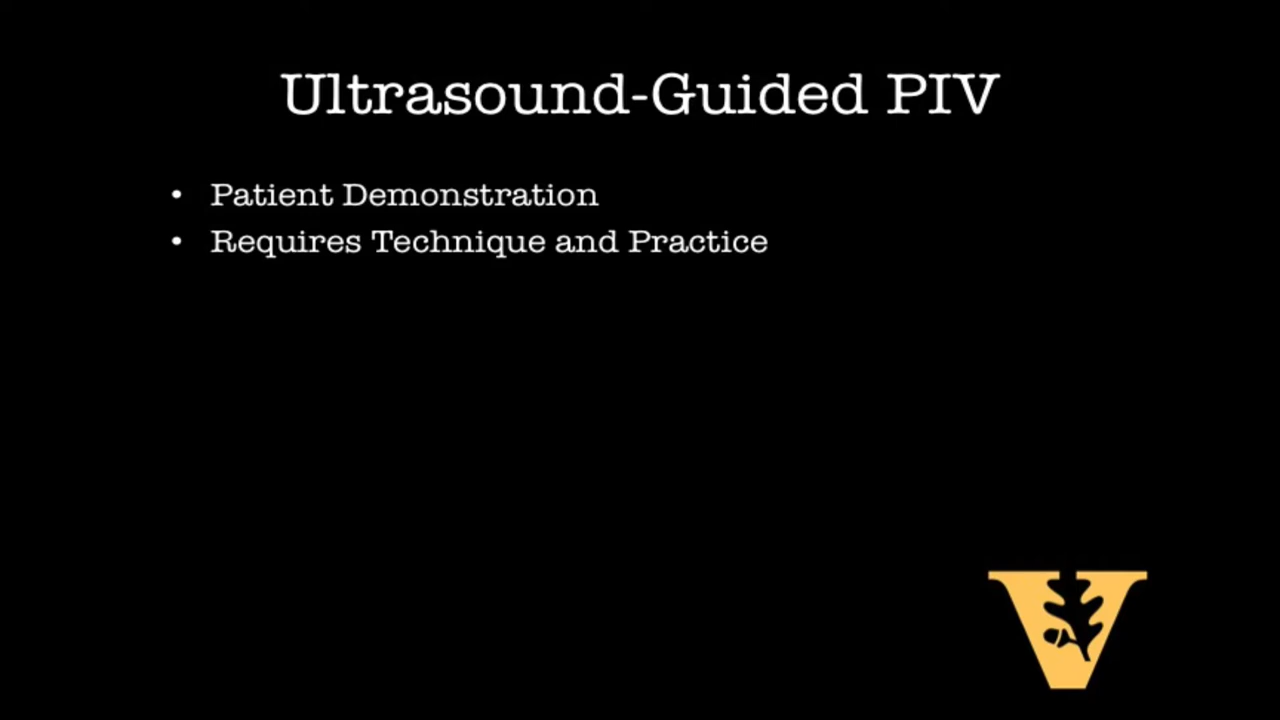 Ultrasound-Guided PIV
• Patient Demonstration
• Requires Technique and Practice